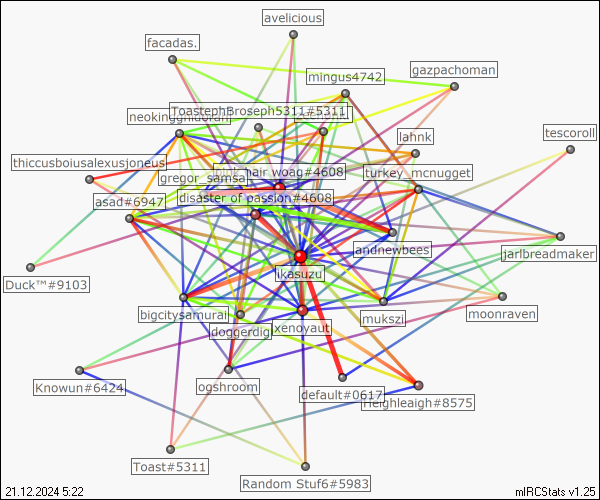 avelicious
facadas.
gazpachoman
mingus4742
ToastephBroseph5311#5311
lahnk
tescoroll
thiccusboiusalexusjoneus
hair woag#4608
turkey_mcnugget
gregor_samsa
asad#6947
disaster of passion#4608
andnewbees
jarlbreadmaker
ikasuzu
Duck™#9103
bigcitysamurai
mukszi
moonraven
xenoyaut
doggerdigi
Knowun#6424
ogshroom
default#0617
Heighleaigh#8575
Toast#5311
Random Stuf6#5983
21.12.2024 5:22
mIRCStats v1.25